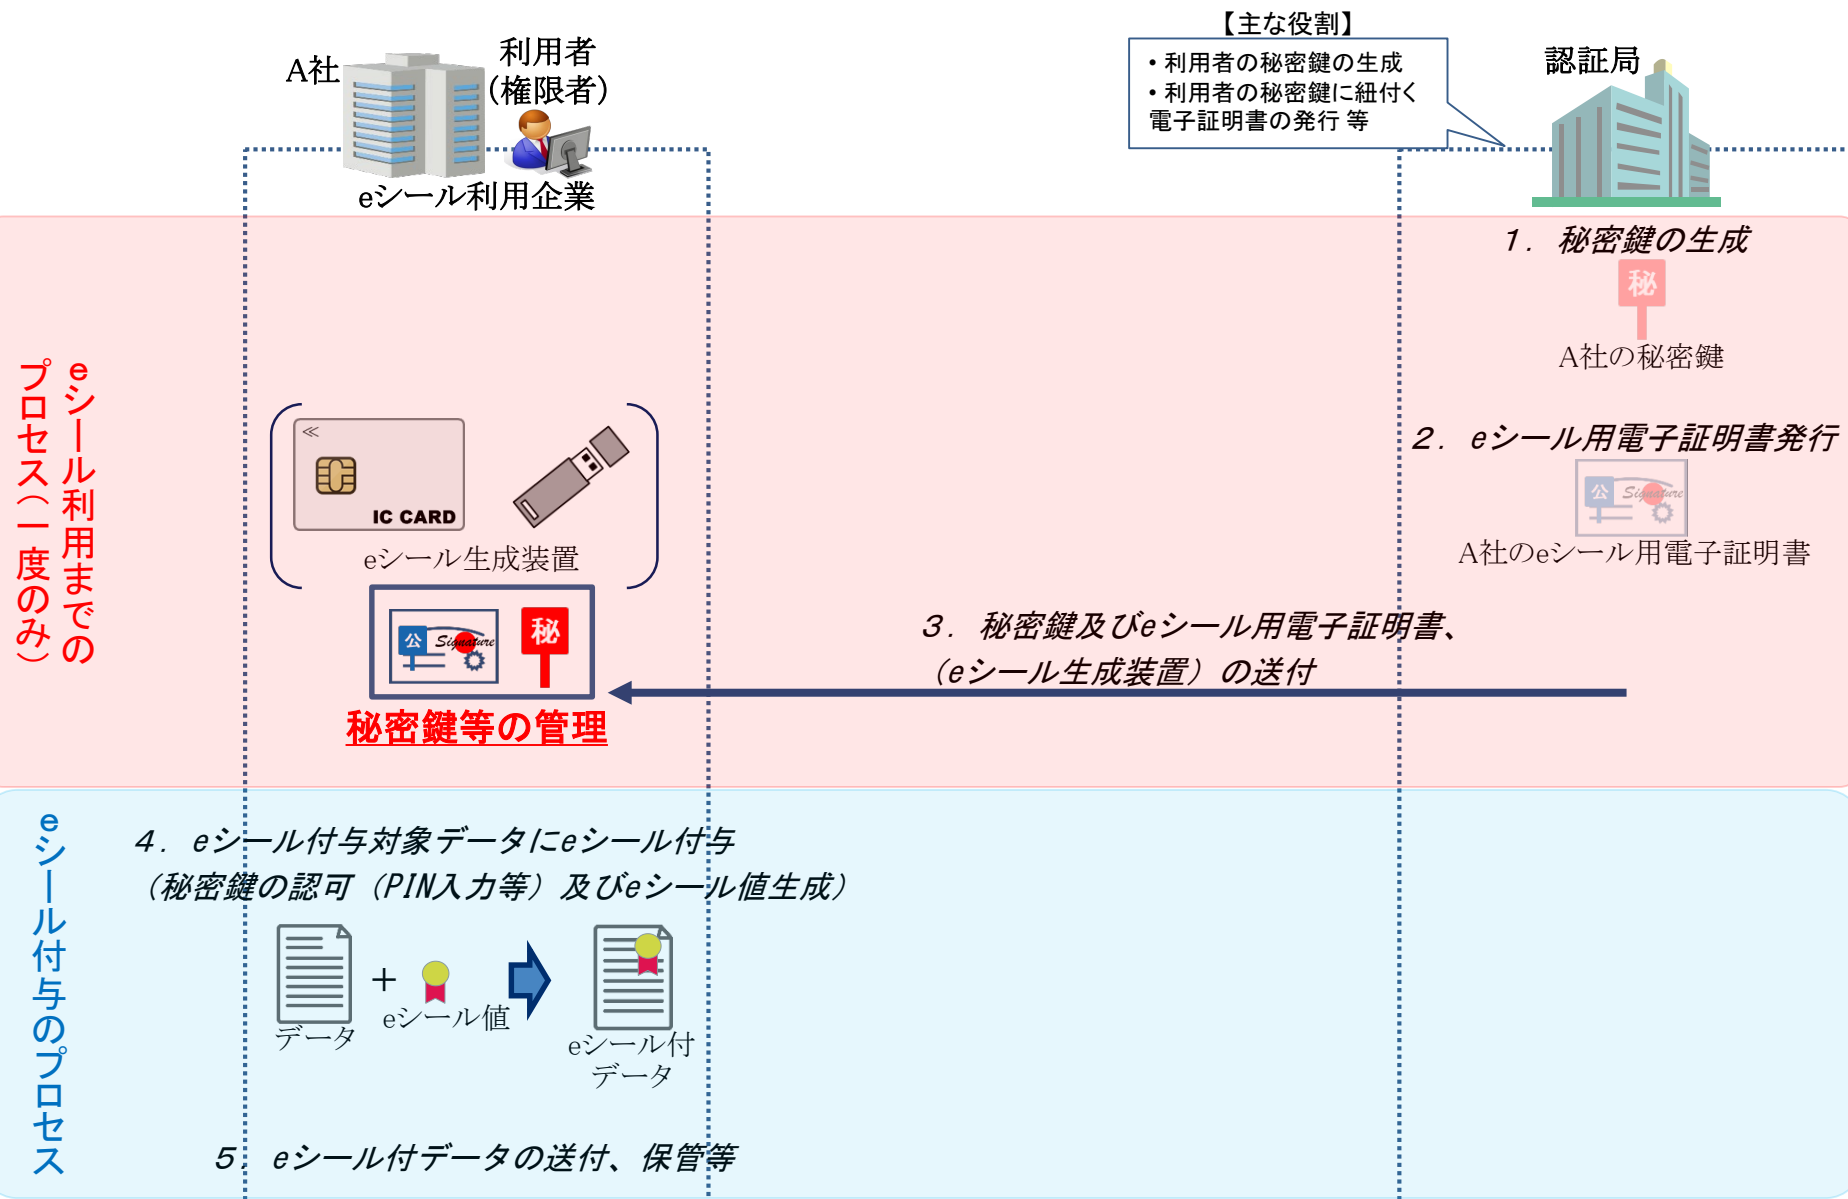 【主な役割】
・利用者の秘密鍵の生成
・利用者の秘密鍵に紐付く
電子証明書の発行 等
A社
利用者
(権限者)
eシール利用企業
認証局
eシール利用までの
プロセス(一度のみ)
1. 秘密鍵の生成
秘
A社の秘密鍵
2. eシール用電子証明書発行
公 Signature
A社のeシール用電子証明書
≪
IC CARD
eシール生成装置
公 Signature
秘
秘密鍵等の管理
3. 秘密鍵及びeシール用電子証明書、
(eシール生成装置)の送付
eシール付与のプロセス
4. eシール付与対象データにeシール付与
(秘密鍵の認可(PIN入力等)及びeシール値生成)
データ
+
eシール値
eシール付
データ
5. eシール付データの送付、保管等